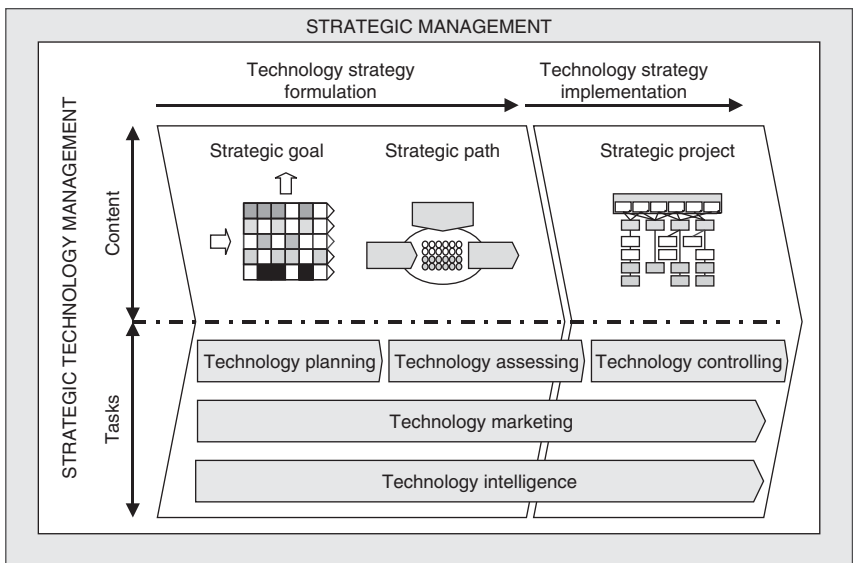 STRATEGIC MANAGEMENT
Technology strategy
formulation
Technology strategy
implementation
STRATEGIC TECHNOLOGY MANAGEMENT
Content
Strategic goal
Strategic path
Strategic project
Tasks
Technology planning
Technology assessing
Technology controlling
Technology marketing
Technology intelligence